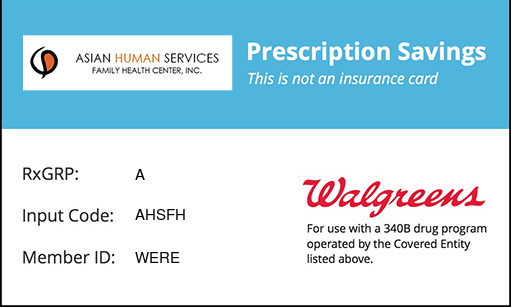 ASIAN HUMAN SERVICES
FAMILY HEALTH CENTER, INC.
Prescription Savings
This is not an insurance card
RxGRP: A
Input Code: AHSFH
Member ID: WERE
Walgreens
For use with a 340B drug program
operated by the Covered Entity
listed above.